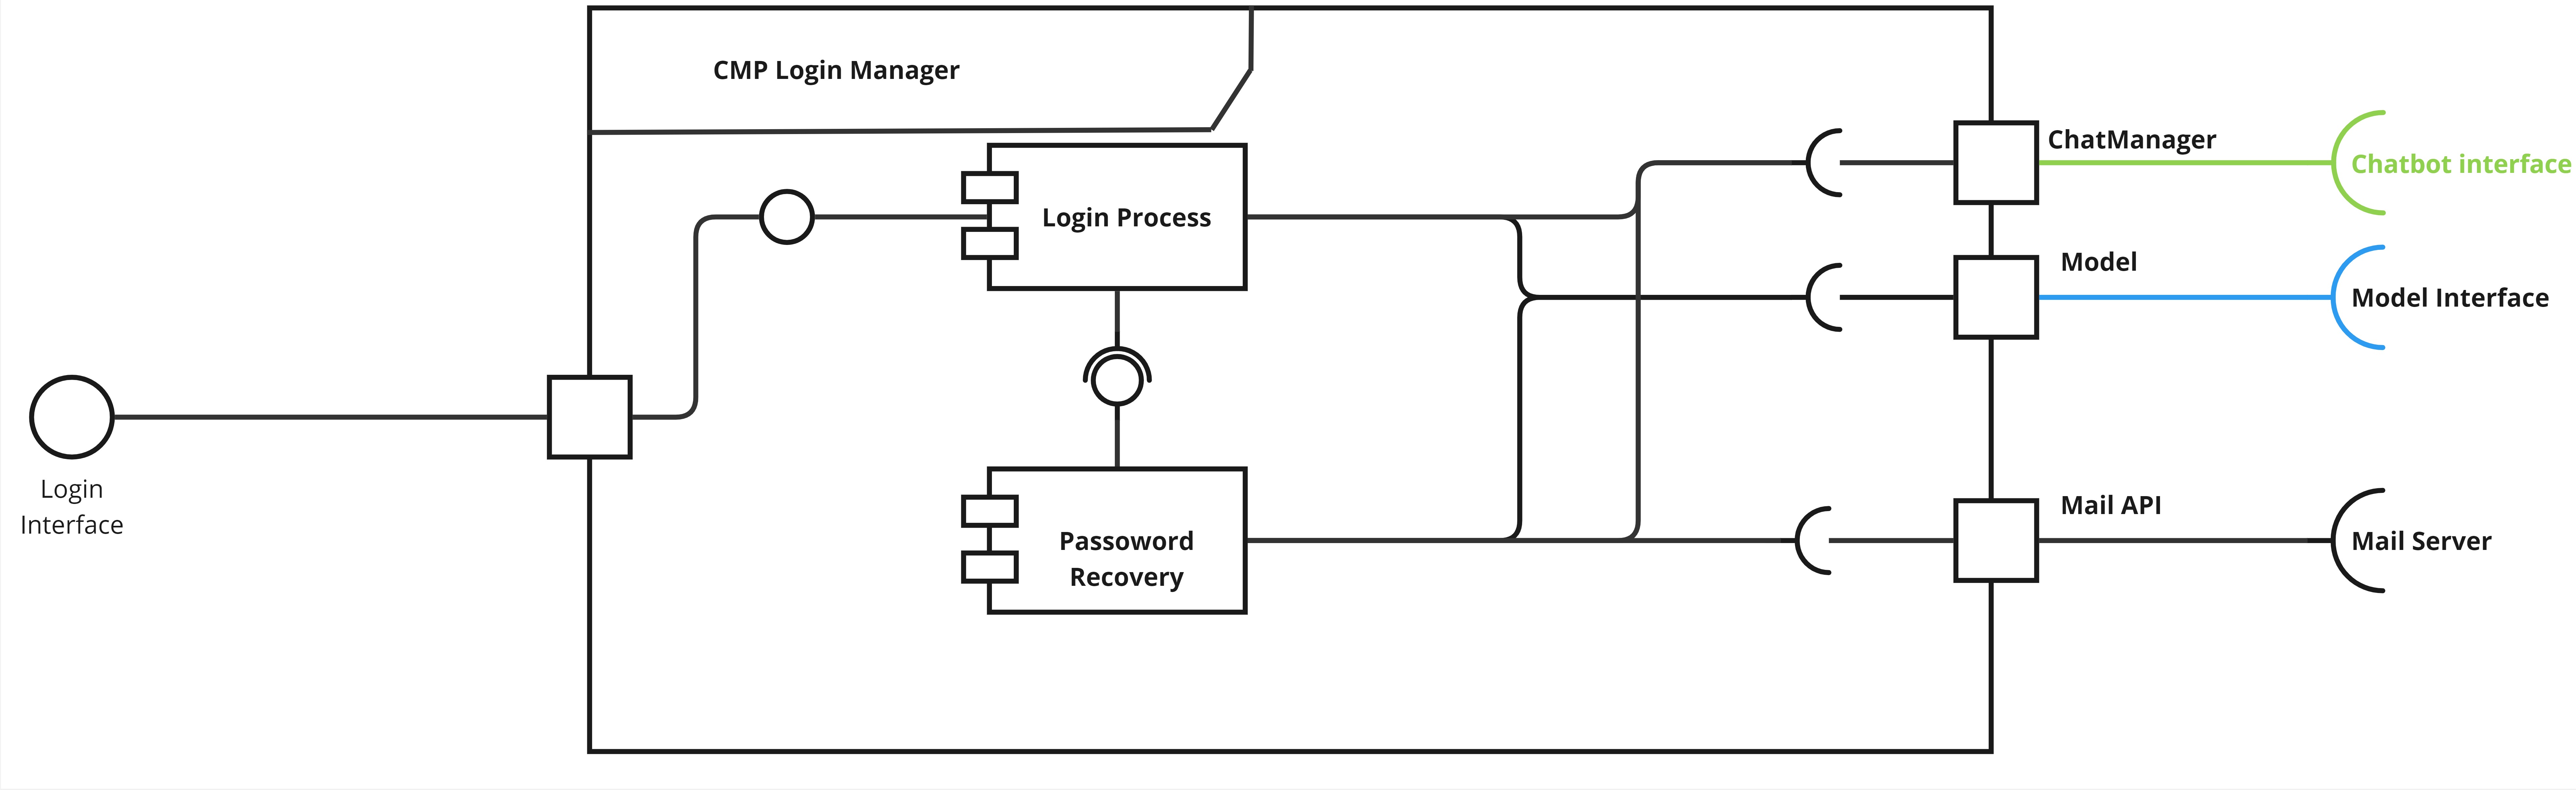 CMP Login Manager
Login Process
ChatManager
Chatbot interface
Model
Model Interface
Login
Interface
Passoword
Recovery
Mail API
Mail Server